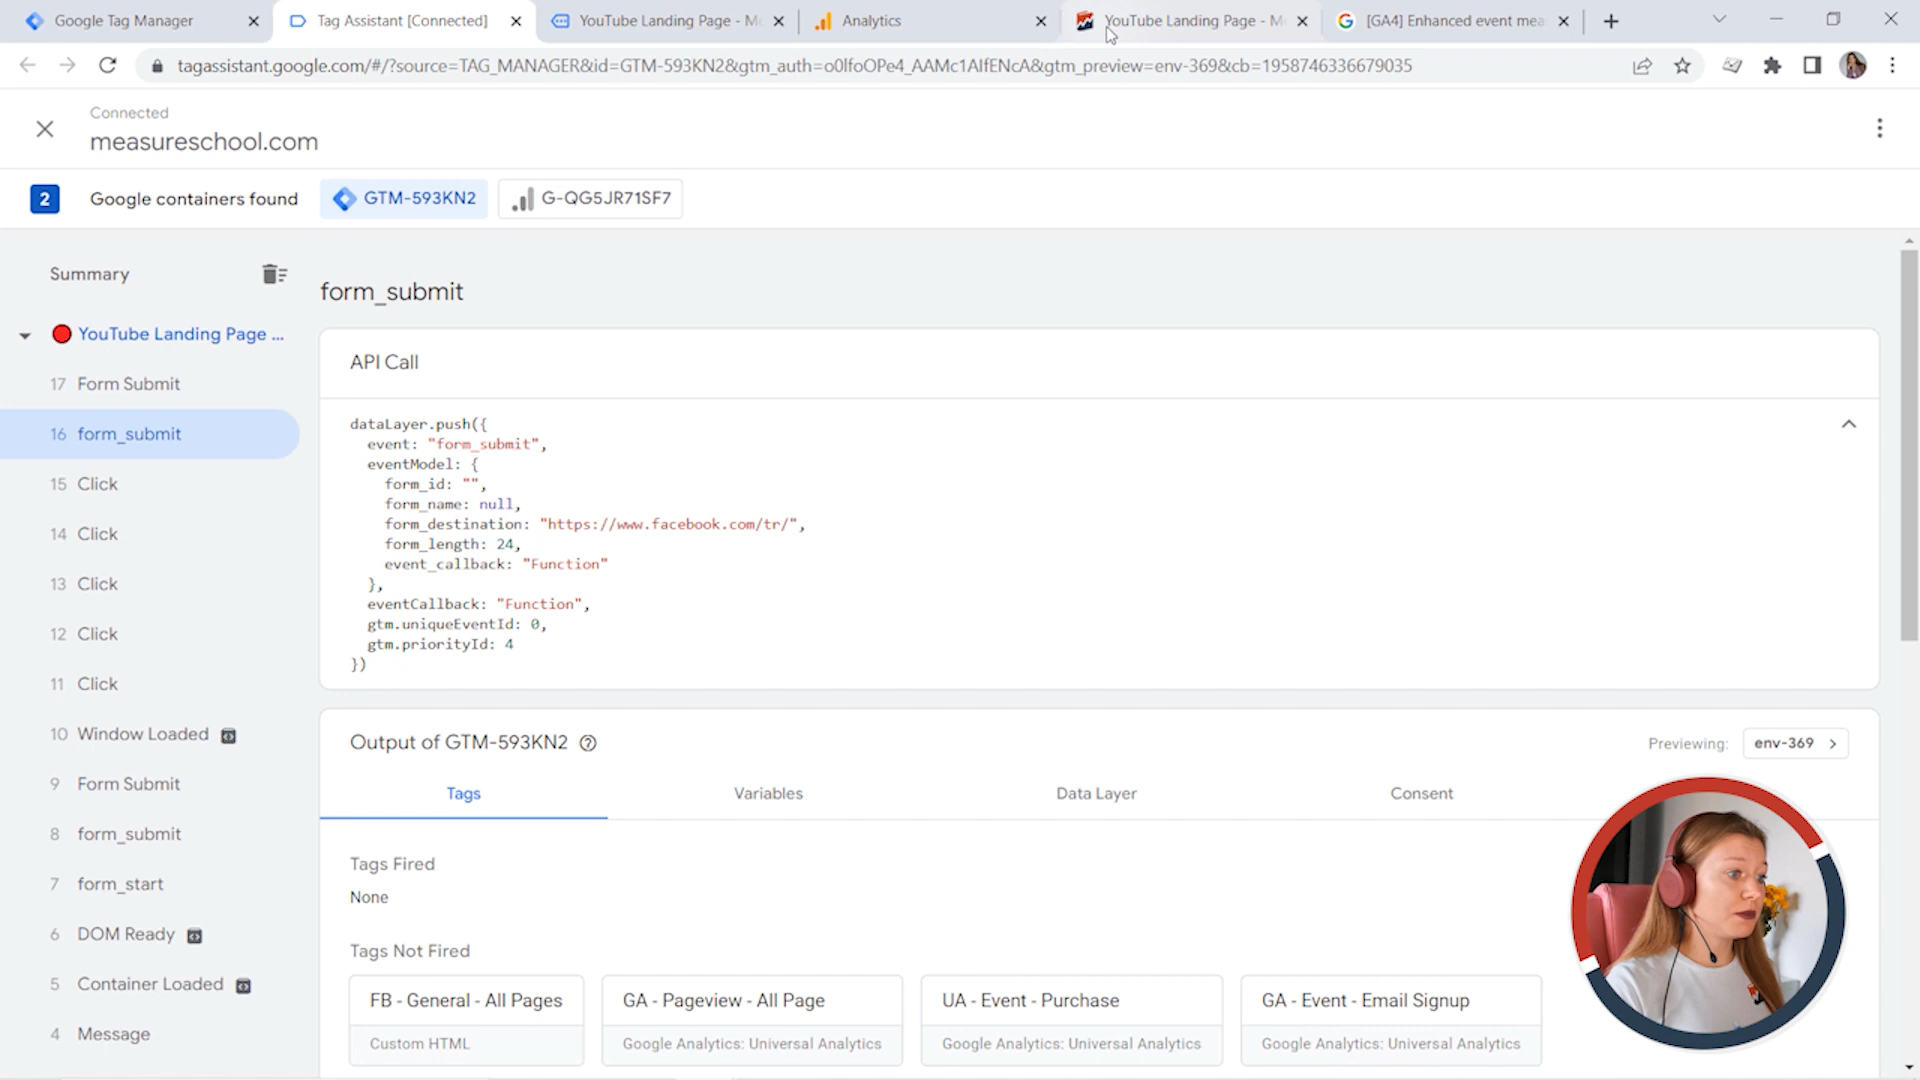 Google Tag Manager
Tag Assistant [Connected]
YouTube Landing Page - M
Analytics
YouTube Landing Page - M
[GA4] Enhanced event mea
tagassistant.google.com/#/?source=TAG_MANAGER&id=GTM-593KN2&gtm_auth=o0lfoOPe4_AAMc1AIfENcA&gtm_preview=env-369&cb=1958746336679035
Connected
measureschool.com
2 Google containers found GTM-593KN2 G-QG5JR71SF7
Summary
YouTube Landing Page ...
17 Form Submit
16 form_submit
15 Click
14 Click
13 Click
12 Click
11 Click
10 Window Loaded
9 Form Submit
8 form_submit
7 form_start
6 DOM Ready
5 Container Loaded
4 Message
form_submit
API Call
dataLayer.push({
event: "form_submit",
eventModel: {
form_id: "",
form_name: null,
form_destination: "https://www.facebook.com/tr/",
form_length: 24,
event_callback: "Function"
},
eventCallback: "Function",
gtm.uniqueEventId: 0,
gtm.priorityId: 4
})
Output of GTM-593KN2
Previewing: env-369
Tags Variables Data Layer Consent
Tags Fired
None
Tags Not Fired
FB - General - All Pages
Custom HTML
GA - Pageview - All Page
Google Analytics: Universal Analytics
UA - Event - Purchase
Google Analytics: Universal Analytics
GA - Event - Email Signup
Google Analytics: Universal Analytics